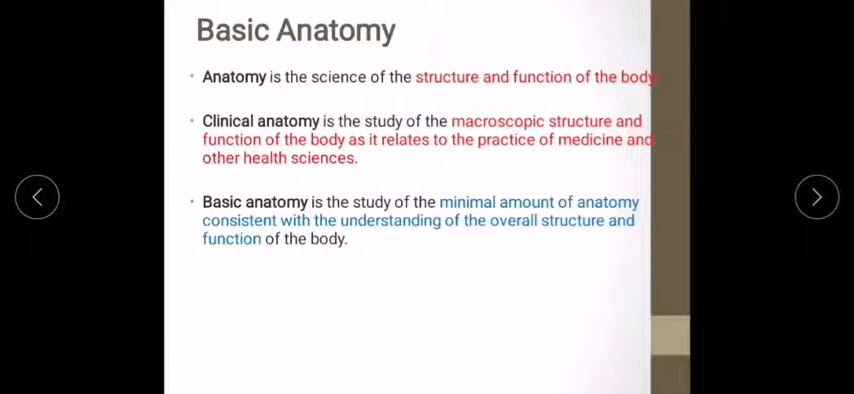 Basic Anatomy
• Anatomy is the science of the structure and function of the body
• Clinical anatomy is the study of the macroscopic structure and
function of the body as it relates to the practice of medicine and
other health sciences.
• Basic anatomy is the study of the minimal amount of anatomy
consistent with the understanding of the overall structure and
function of the body.